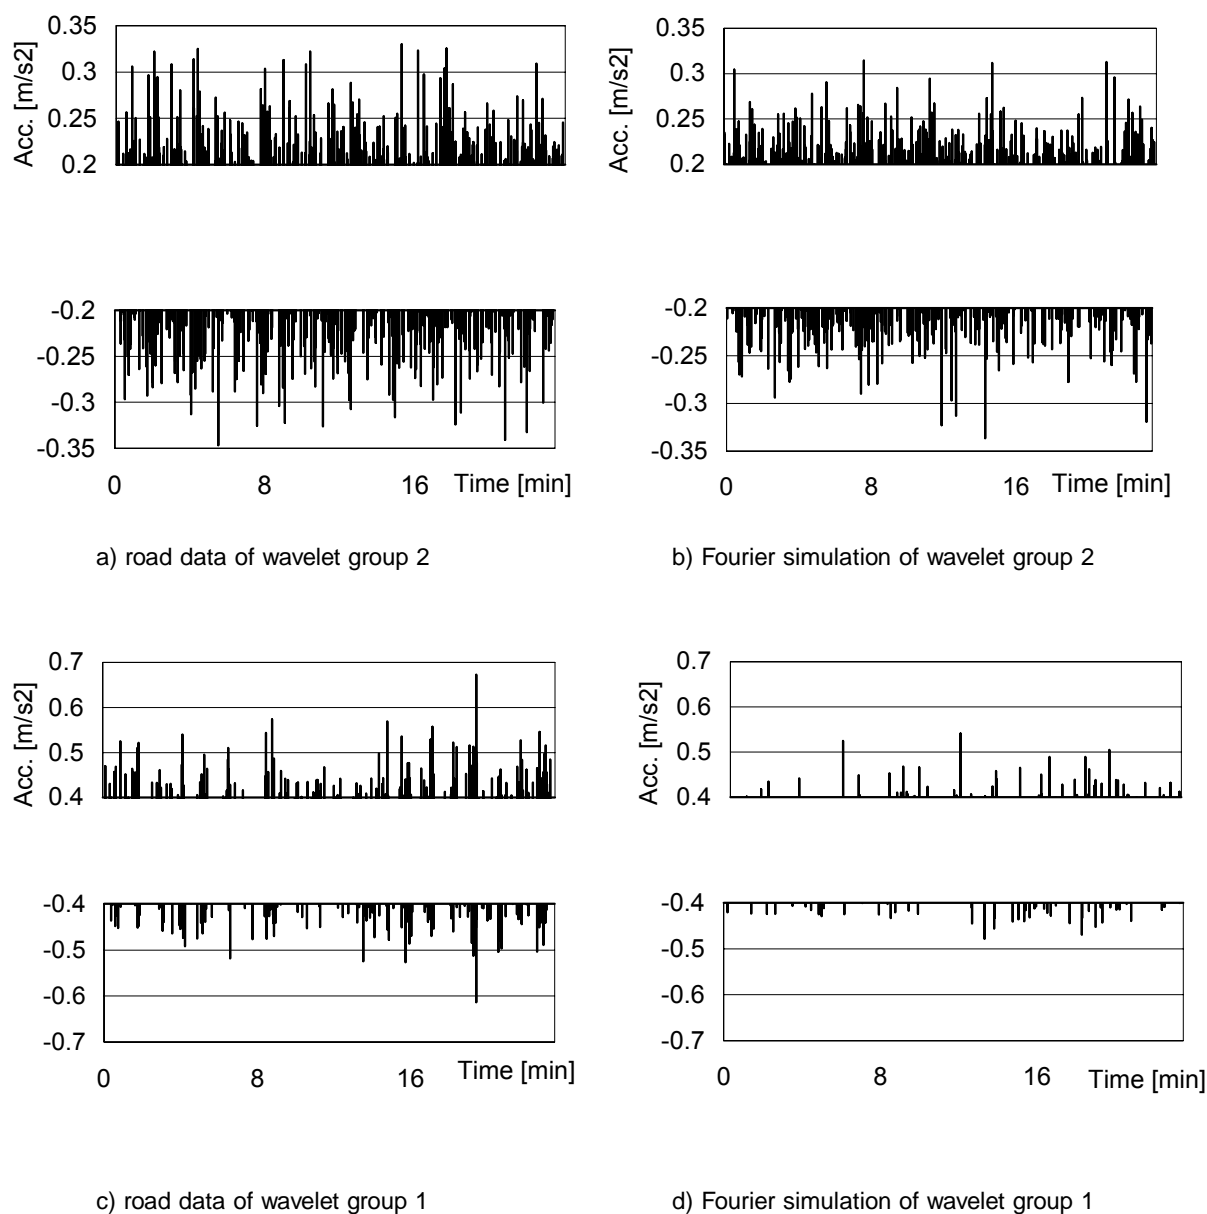 Acc. [m/s2]
0.35
0.3
0.25
0.2
-0.2
-0.25
-0.3
-0.35
0 8 16 Time [min]
a) road data of wavelet group 2
Acc. [m/s2]
0.35
0.3
0.25
0.2
-0.2
-0.25
-0.3
-0.35
0 8 16 Time [min]
b) Fourier simulation of wavelet group 2
Acc. [m/s2]
0.7
0.6
0.5
0.4
-0.4
-0.5
-0.6
-0.7
0 8 16 Time [min]
c) road data of wavelet group 1
Acc. [m/s2]
0.7
0.6
0.5
0.4
-0.4
-0.5
-0.6
-0.7
0 8 16 Time [min]
d) Fourier simulation of wavelet group 1